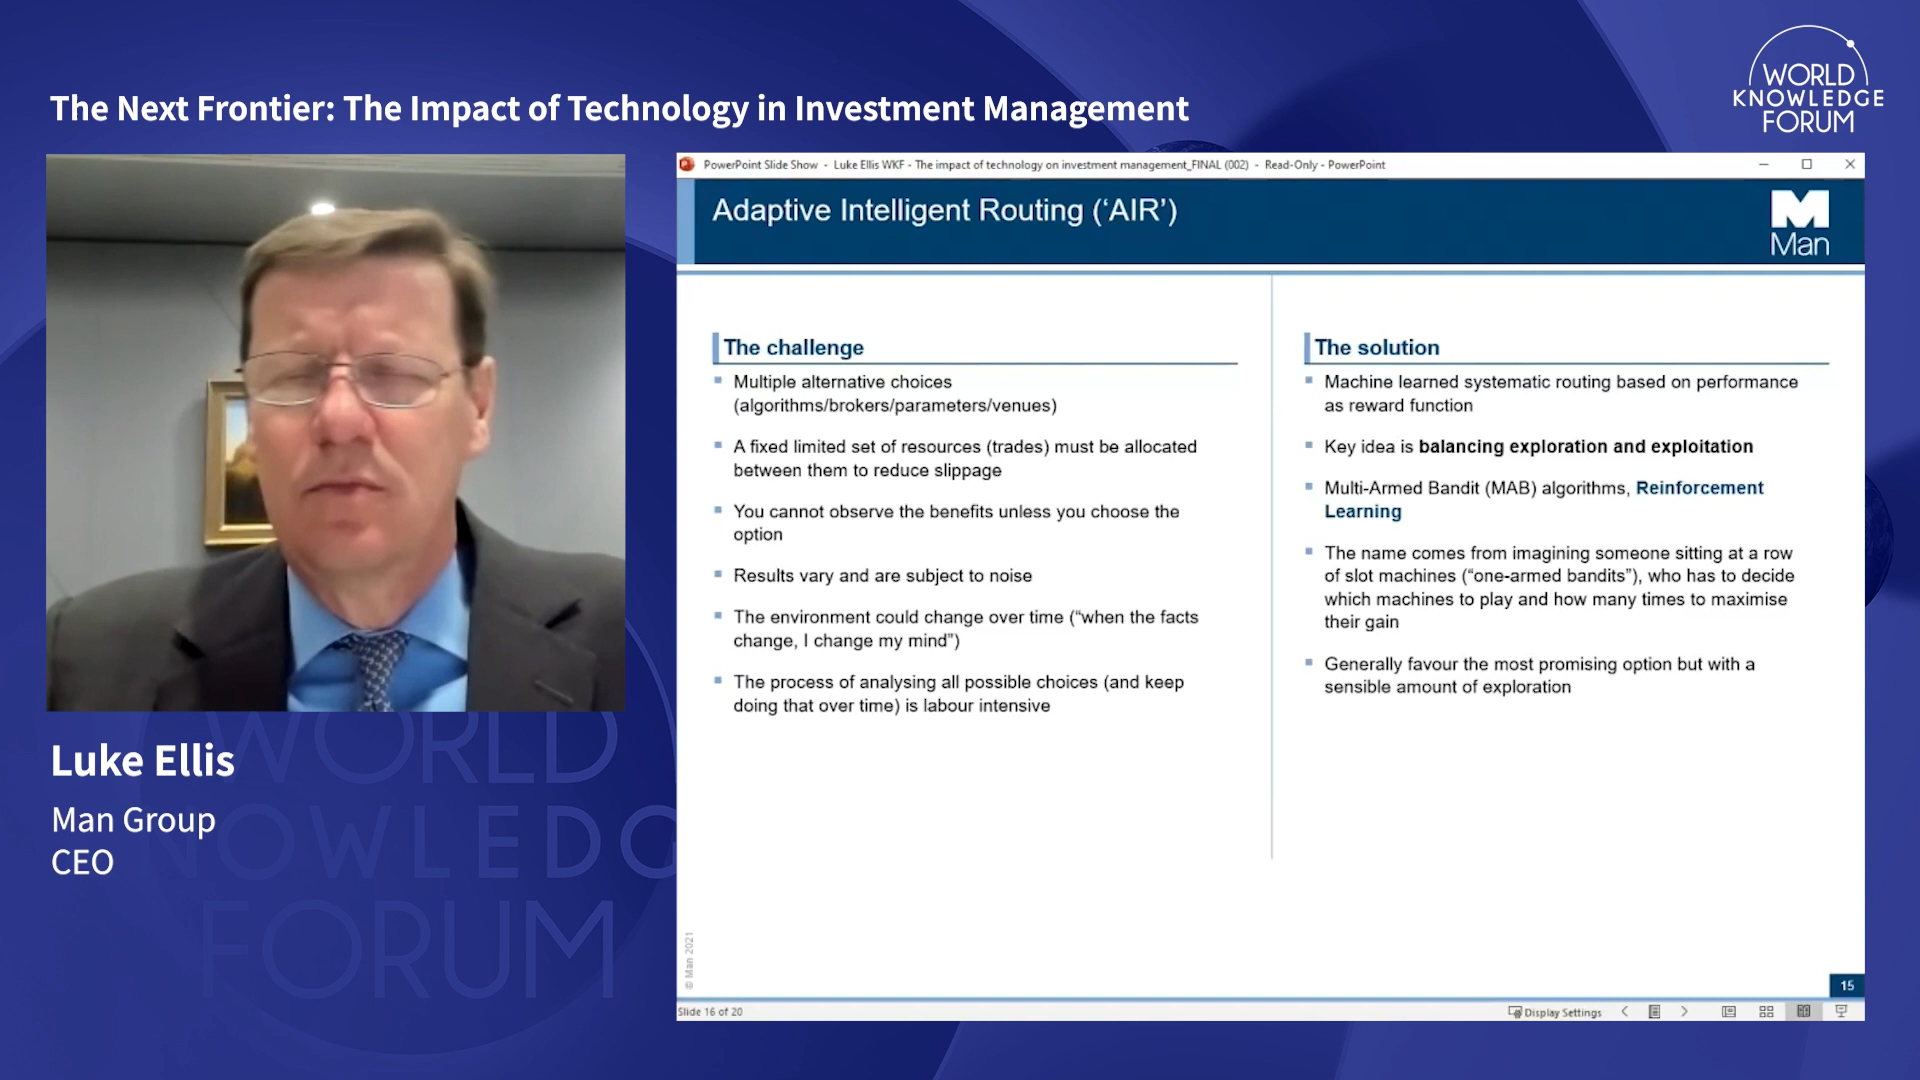 The Next Frontier: The Impact of Technology in Investment Management
WORLD
KNOWLEDGE
FORUM
PowerPoint Slide Show - Luke Ellis WKF - The impact of technology on investment management_FINAL (002) - Read-Only - PowerPoint
Adaptive Intelligent Routing (‘AIR’)
M
Man
The challenge
Multiple alternative choices
(algorithms/brokers/parameters/venues)
A fixed limited set of resources (trades) must be allocated
between them to reduce slippage
You cannot observe the benefits unless you choose the
option
Results vary and are subject to noise
The environment could change over time (“when the facts
change, I change my mind”)
The process of analysing all possible choices (and keep
doing that over time) is labour intensive
The solution
Machine learned systematic routing based on performance
as reward function
Key idea is balancing exploration and exploitation
Multi-Armed Bandit (MAB) algorithms, Reinforcement
Learning
The name comes from imagining someone sitting at a row
of slot machines (“one-armed bandits”), who has to decide
which machines to play and how many times to maximise
their gain
Generally favour the most promising option but with a
sensible amount of exploration
© Man 2021
15
Slide 16 of 20
Display Settings
Luke Ellis
Man Group
CEO
WORLD
NOWLEDG
FORUM